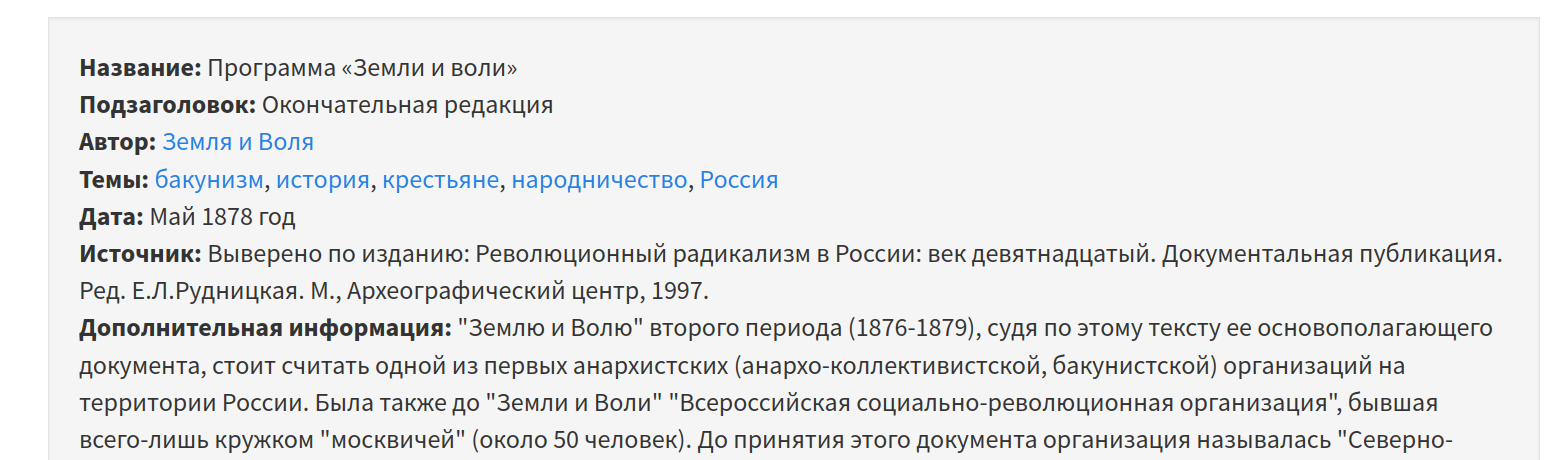 Название: Программа «Земли и воли»
Подзаголовок: Окончательная редакция
Автор: Земля и Воля
Темы: бакунизм, история, крестьяне, народничество, Россия
Дата: Май 1878 год
Источник: Выверено по изданию: Революционный радикализм в России: век девятнадцатый. Документальная публикация.
Ред. Е.Л.Рудницкая. М., Археографический центр, 1997.
Дополнительная информация: "Землю и Волю" второго периода (1876-1879), судя по этому тексту ее основополагающего
документа, стоит считать одной из первых анархистских (анархо-коллективистской, бакунистской) организаций на
территории России. Была также до "Земли и Воли" "Всероссийская социально-революционная организация", бывшая
всего-лишь кружком "москвичей" (около 50 человек). До принятия этого документа организация называлась "Северно-